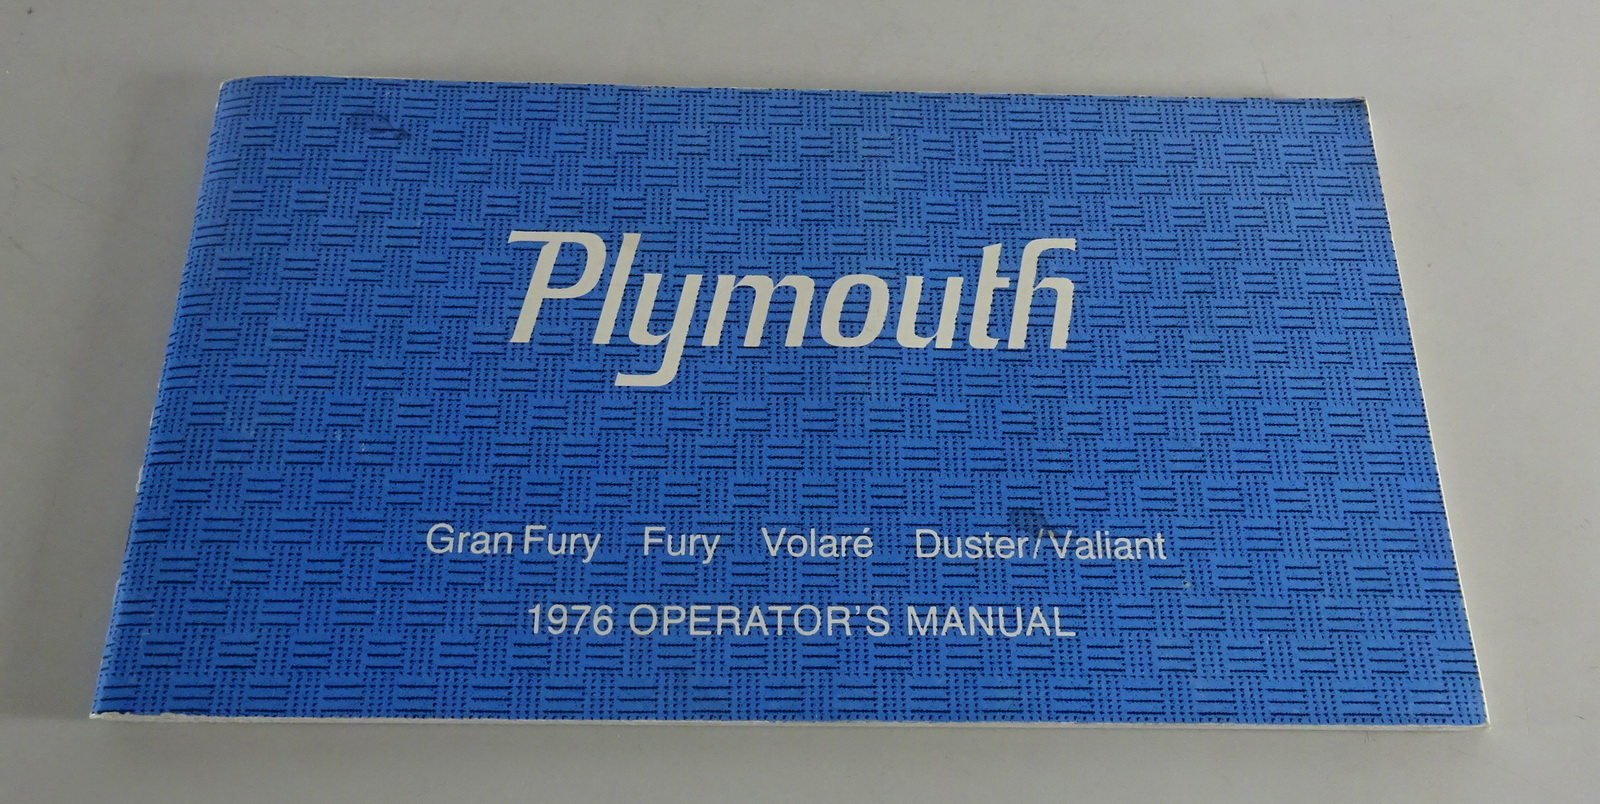 Plymouth
Gran Fury Fury Volaré Duster/Valiant
1976 OPERATOR'S MANUAL